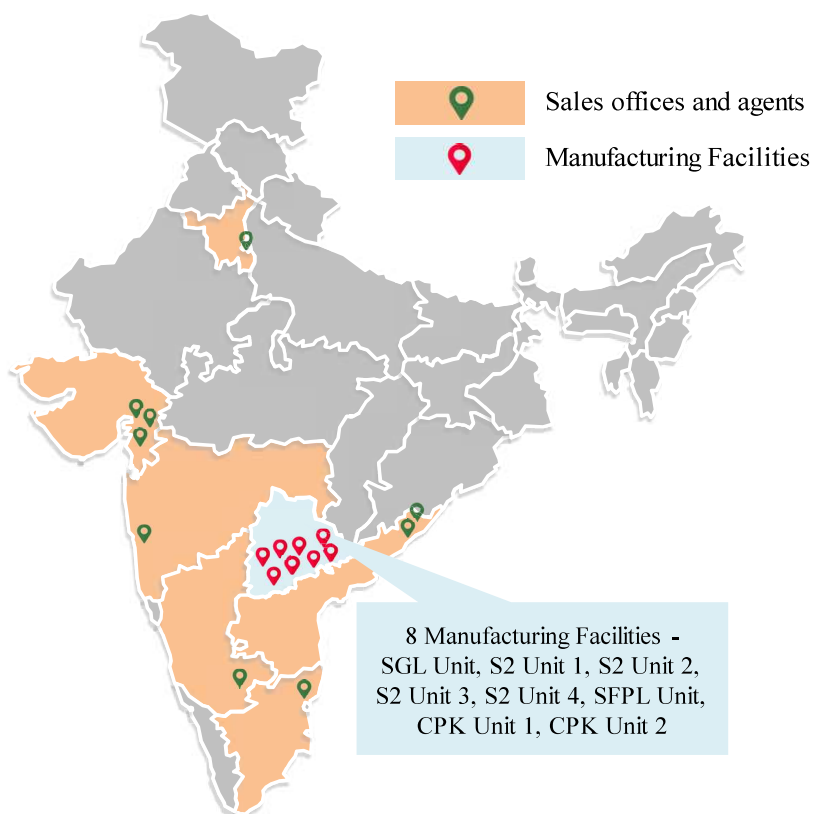 Sales offices and agents
Manufacturing Facilities
8 Manufacturing Facilities -
SGL Unit, S2 Unit 1, S2 Unit 2,
S2 Unit 3, S2 Unit 4, SFPL Unit,
CPK Unit 1, CPK Unit 2